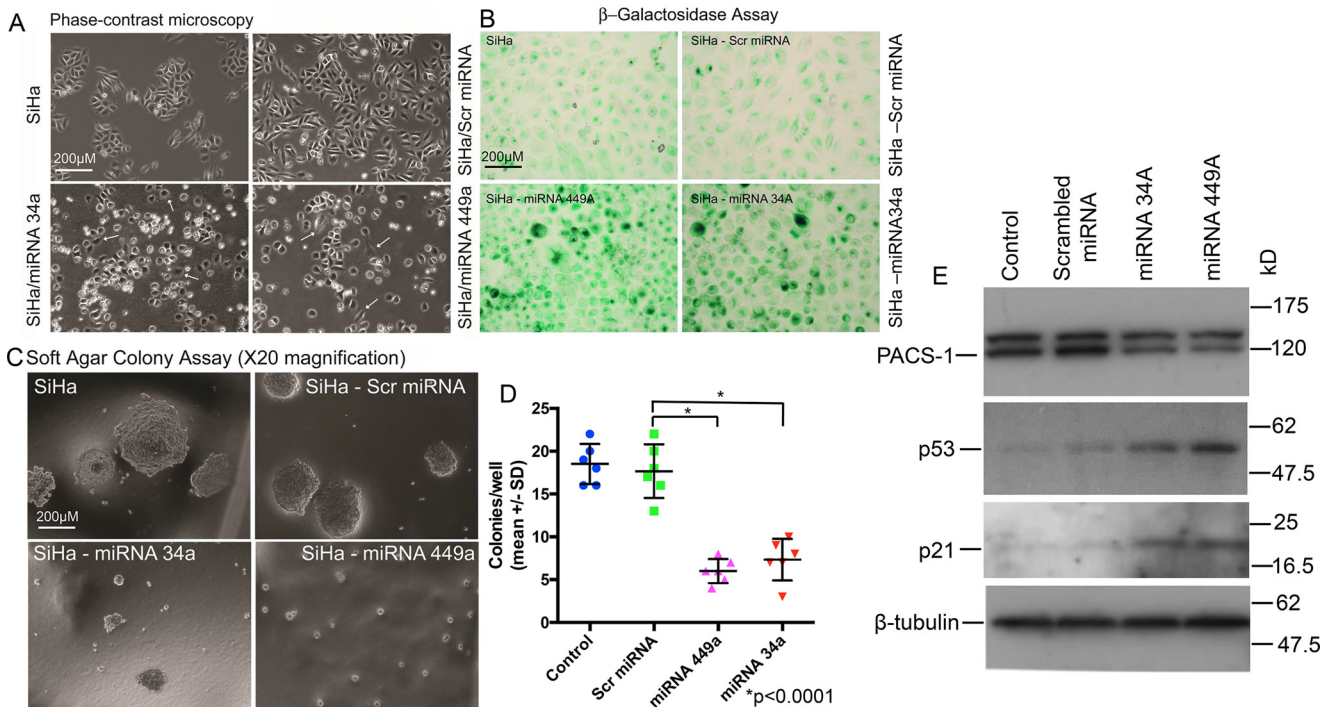 A
Phase-contrast microscopy
SiHa
SiHa/Scr miRNA
200µM
SiHa/miRNA 34a
SiHa/miRNA 449a
B
β–Galactosidase Assay
SiHa
SiHa - Scr miRNA
SiHa –Scr miRNA
200µM
SiHa - miRNA 449A
SiHa - miRNA 34A
SiHa –miRNA34a
C Soft Agar Colony Assay (X20 magnification)
SiHa
SiHa - Scr miRNA
200µM
SiHa - miRNA 34a
SiHa - miRNA 449a
D
Colonies/well
(mean +/- SD)
25
20
15
10
5
0
*
*
Control
Scr miRNA
miRNA 449a
miRNA 34a
*p<0.0001
E
Control
Scrambled
miRNA
miRNA 34A
miRNA 449A
kD
PACS-1
175
120
p53
62
47.5
p21
25
16.5
β-tubulin
62
47.5